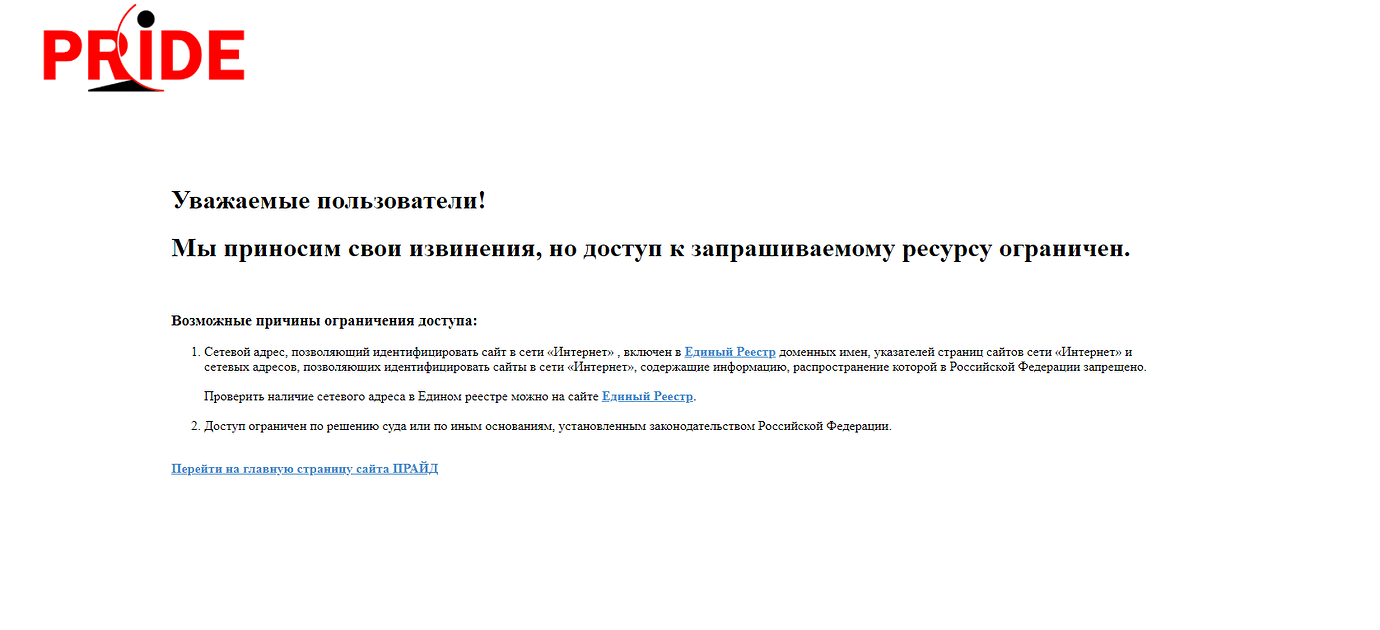 PRIDE
Уважаемые пользователи!
Мы приносим свои извинения, но доступ к запрашиваемому ресурсу ограничен.
Возможные причины ограничения доступа:
1. Сетевой адрес, позволяющий идентифицировать сайт в сети «Интернет» , включен в Единый Реестр доменных имен, указателей страниц сайтов сети «Интернет» и
сетевых адресов, позволяющих идентифицировать сайты в сети «Интернет», содержащие информацию, распространение которой в Российской Федерации запрещено.
Проверить наличие сетевого адреса в Едином реестре можно на сайте Единый Реестр.
2. Доступ ограничен по решению суда или по иным основаниям, установленным законодательством Российской Федерации.
Перейти на главную страницу сайта ПРАЙД